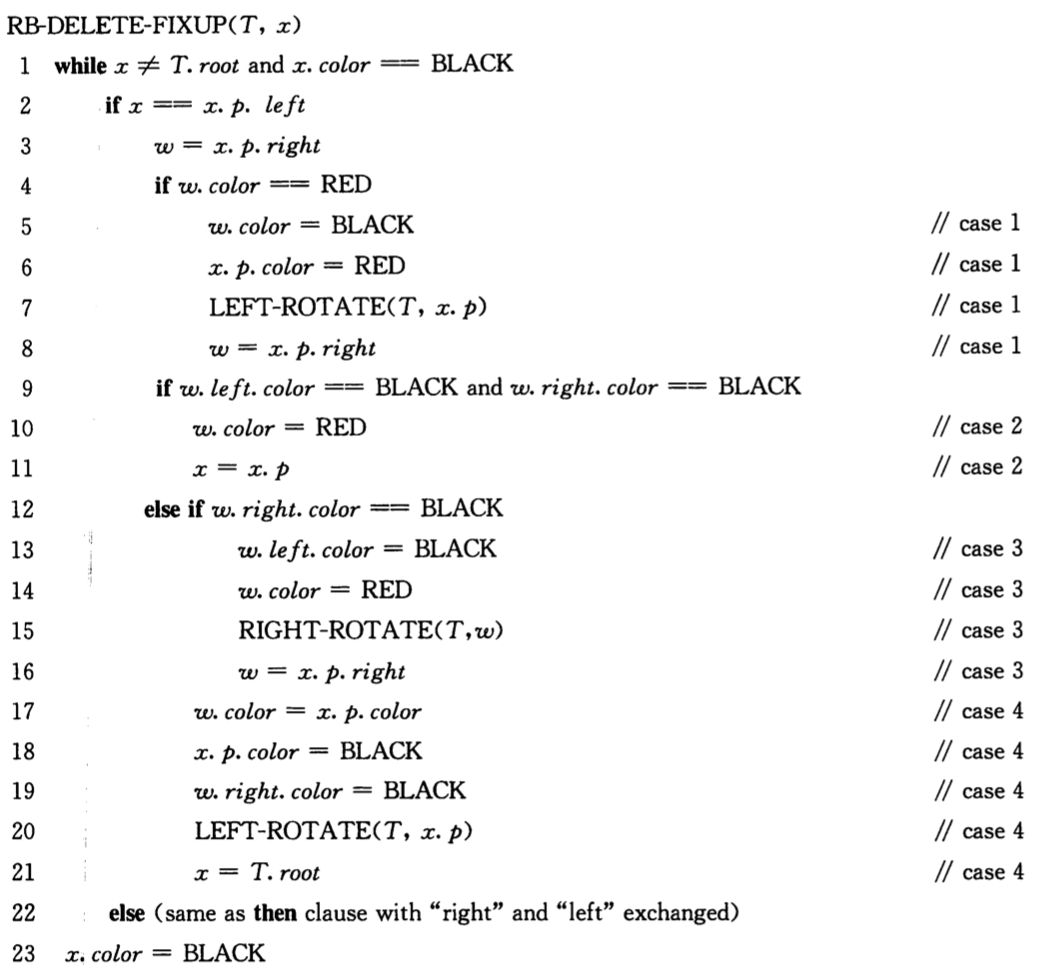 RB-DELETE-FIXUP(T, x)
1 while x ≠ T. root and x. color == BLACK
2 if x == x. p. left
3 w = x. p. right
4 if w. color == RED
5 w. color = BLACK // case 1
6 x. p. color = RED // case 1
7 LEFT-ROTATE(T, x. p) // case 1
8 w = x. p. right // case 1
9 if w. left. color == BLACK and w. right. color == BLACK
10 w. color = RED // case 2
11 x = x. p // case 2
12 else if w. right. color == BLACK
13 w. left. color = BLACK // case 3
14 w. color = RED // case 3
15 RIGHT-ROTATE(T,w) // case 3
16 w = x. p. right // case 3
17 w. color = x. p. color // case 4
18 x. p. color = BLACK // case 4
19 w. right. color = BLACK // case 4
20 LEFT-ROTATE(T, x. p) // case 4
21 x = T. root // case 4
22 else (same as then clause with “right” and “left” exchanged)
23 x. color = BLACK